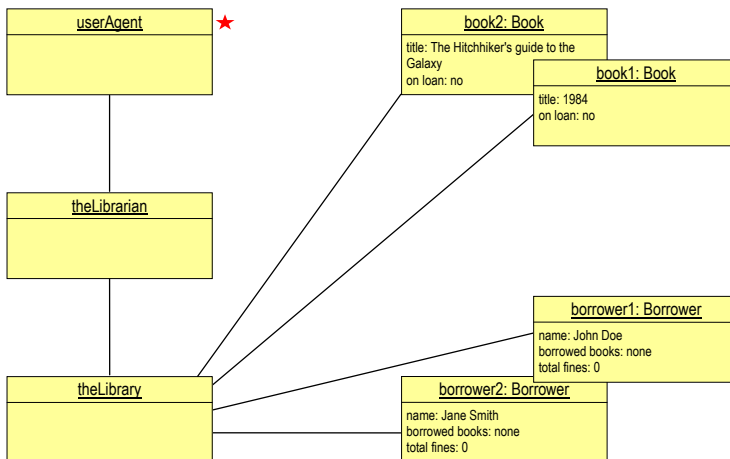 userAgent
book2: Book
title: The Hitchhiker's guide to the
Galaxy
on loan: no
book1: Book
title: 1984
on loan: no
theLibrarian
borrower1: Borrower
name: John Doe
borrowed books: none
total fines: 0
theLibrary
borrower2: Borrower
name: Jane Smith
borrowed books: none
total fines: 0